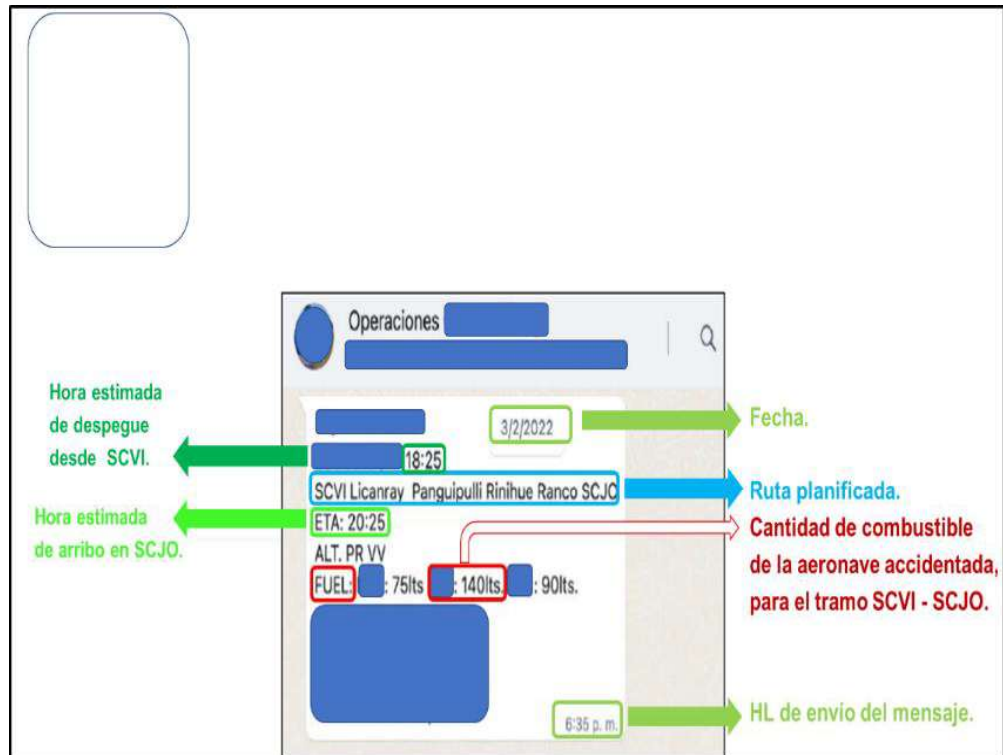 Operaciones
Hora estimada
de despegue
desde SCVI.
3/2/2022
Fecha.
18:25
SCVI Licanray Panguipulli Rinihue Ranco SCJO
Ruta planificada.
Hora estimada
de arribo en SCJO.
ETA: 20:25
ALT. PR VV
FUEL: : 75lts : 140lts. : 90lts.
Cantidad de combustible
de la aeronave accidentada,
para el tramo SCVI - SCJO.
6:35 p. m.
HL de envio del mensaje.